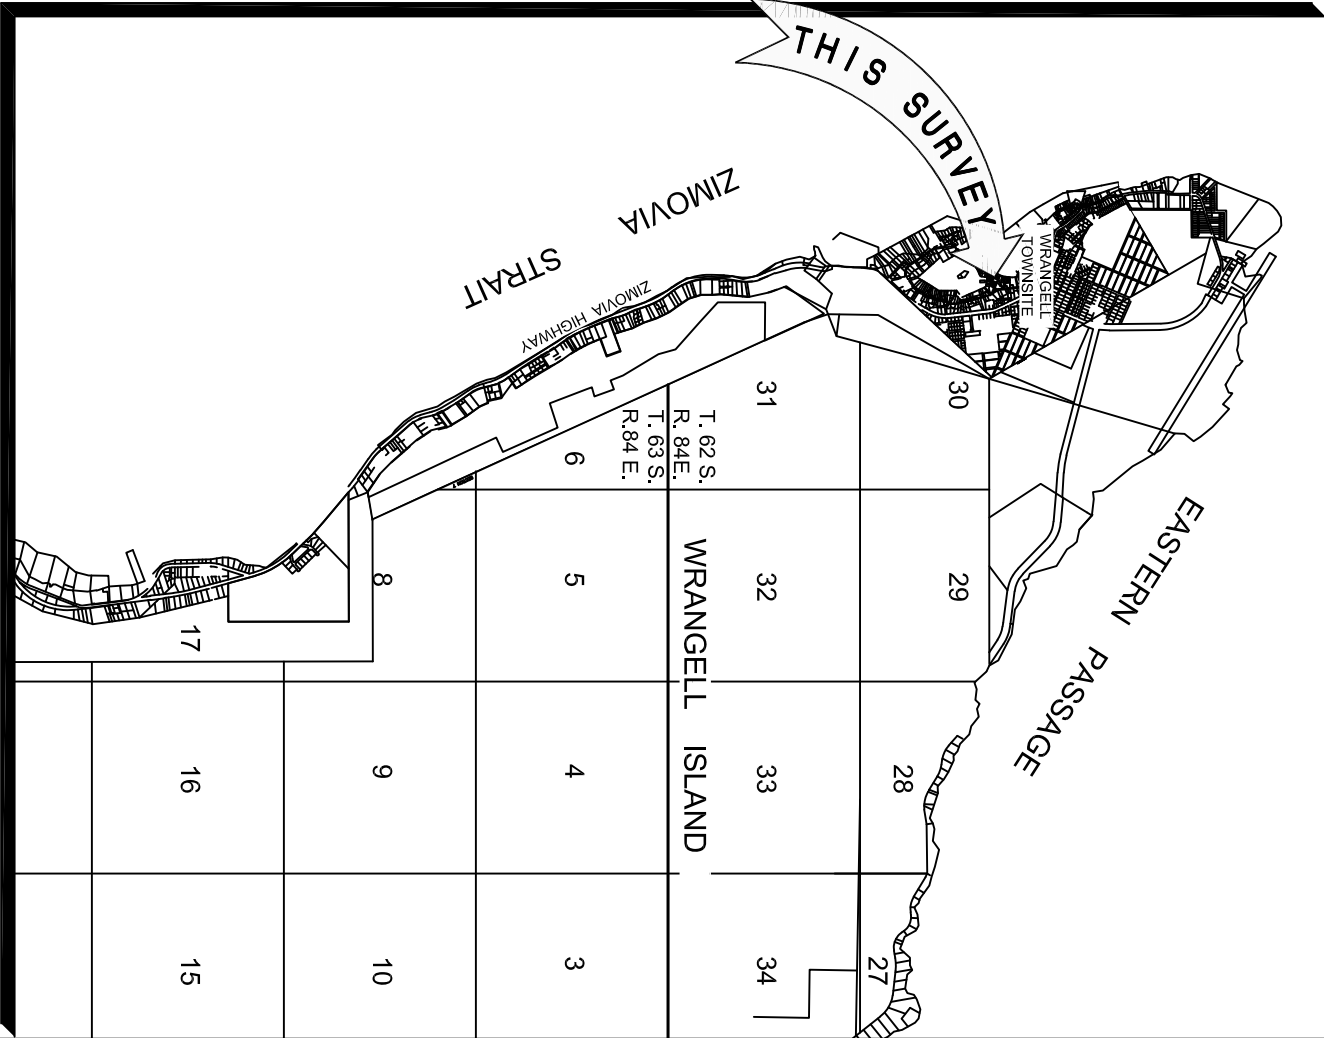 THIS SURVEY
ZIMOVIA
STRAIT
ZIMOVIA HIGHWAY
WRANGELL
TOWNSITE
EASTERN PASSAGE
WRANGELL ISLAND
T. 62 S.
R. 84E.
T. 63 S.
R.84 E.
30
31
6
29
32
5
8
17
28
33
4
9
16
27
34
3
10
15